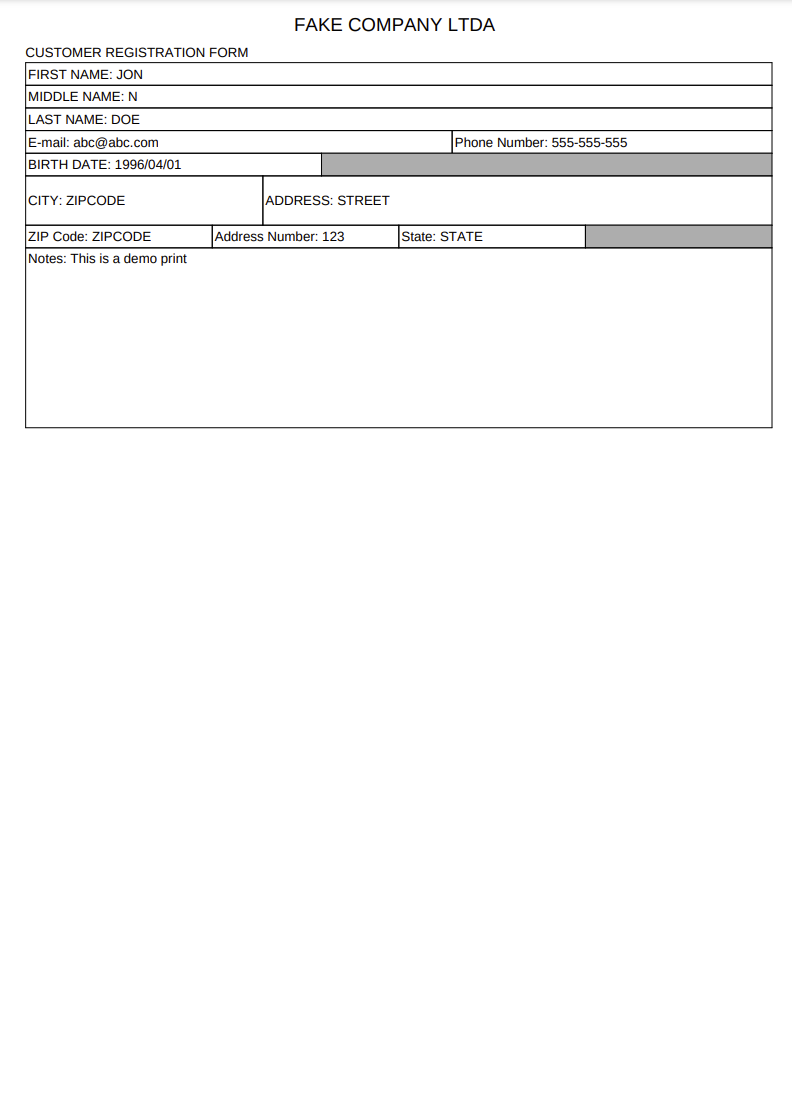 FAKE COMPANY LTDA
CUSTOMER REGISTRATION FORM
FIRST NAME: JON
MIDDLE NAME: N
LAST NAME: DOE
E-mail: abc@abc.com Phone Number: 555-555-555
BIRTH DATE: 1996/04/01
CITY: ZIPCODE ADDRESS: STREET
ZIP Code: ZIPCODE Address Number: 123 State: STATE
Notes: This is a demo print